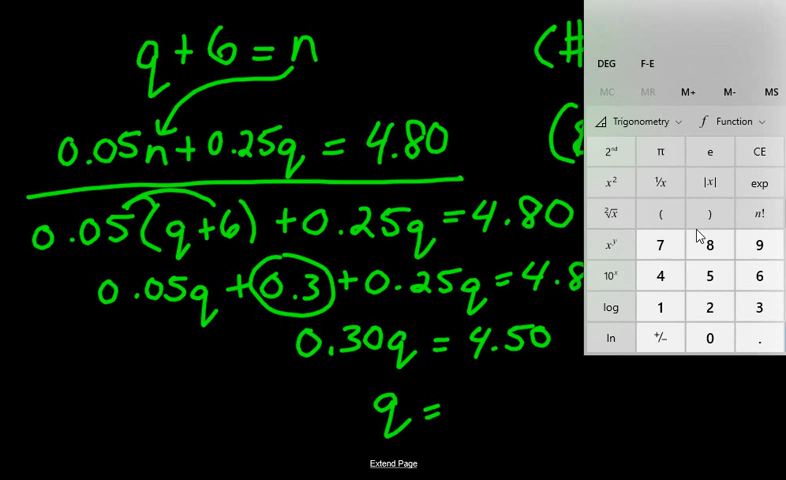 q + 6 = n
(#
0.05n + 0.25q = 4.80
(8
0.05(q+6) + 0.25q = 4.80
0.05q + 0.3 + 0.25q = 4.8
0.30q = 4.50
q =
Extend Page
DEG F-E
MC MR M+ M- MS
Trigonometry f Function
2ⁿᵈ π e CE
x² ¹/x |x| exp
²√x ( ) n!
xʸ 7 8 9
10ˣ 4 5 6
log 1 2 3
ln +/− 0 .